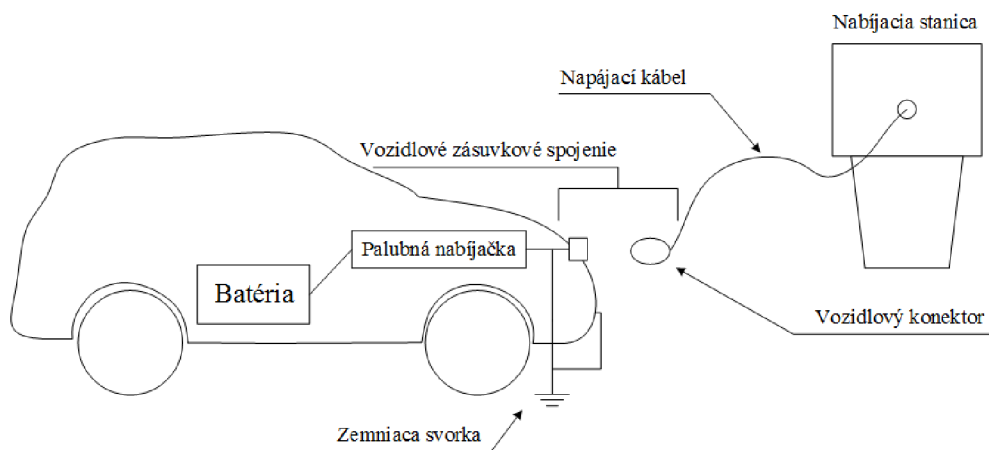 Nabíjacia stanica
Napájací kábel
Vozidlové zásuvkové spojenie
Palubná nabíjačka
Batéria
Vozidlový konektor
Zemniaca svorka